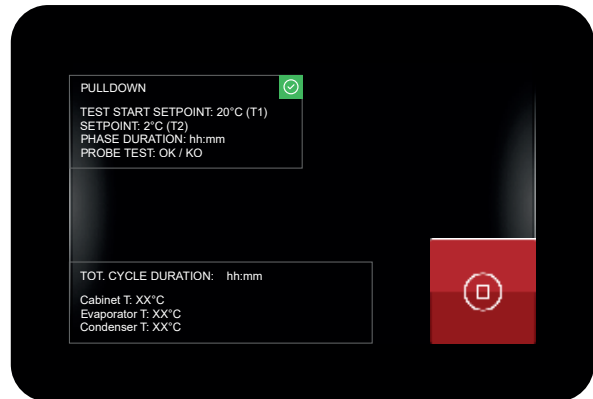 PULLDOWN
TEST START SETPOINT: 20°C (T1)
SETPOINT: 2°C (T2)
PHASE DURATION: hh:mm
PROBE TEST: OK / KO
TOT. CYCLE DURATION: hh:mm
Cabinet T: XX°C
Evaporator T: XX°C
Condenser T: XX°C